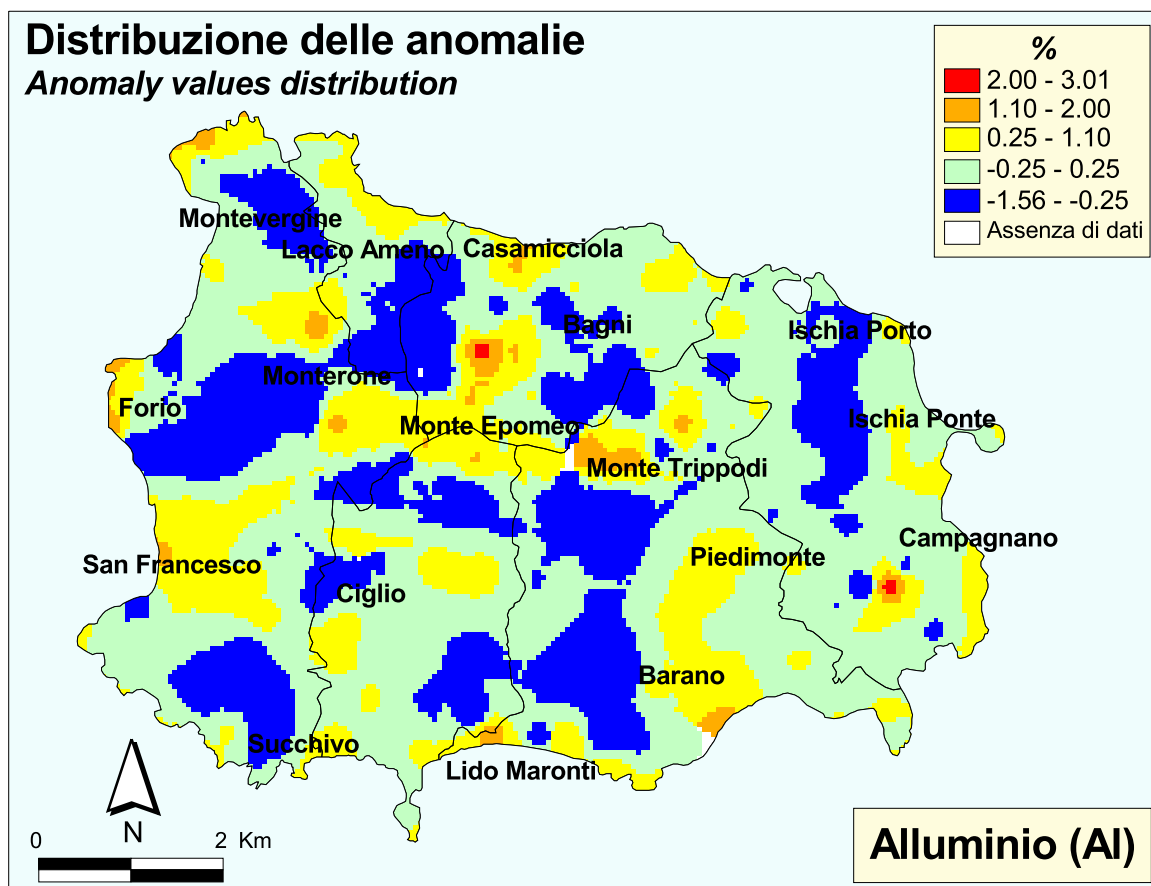 Distribuzione delle anomalie
Anomaly values distribution
%
2.00 - 3.01
1.10 - 2.00
0.25 - 1.10
-0.25 - 0.25
-1.56 - -0.25
Assenza di dati
Montevergine
Lacco Ameno
Casamicciola
Bagni
Ischia Porto
Monterone
Forio
Monte Epomeo
Ischia Ponte
Monte Trippodi
Campagnano
San Francesco
Piedimonte
Ciglio
Barano
Succhivo
Lido Maronti
N
0 2 Km
Alluminio (Al)